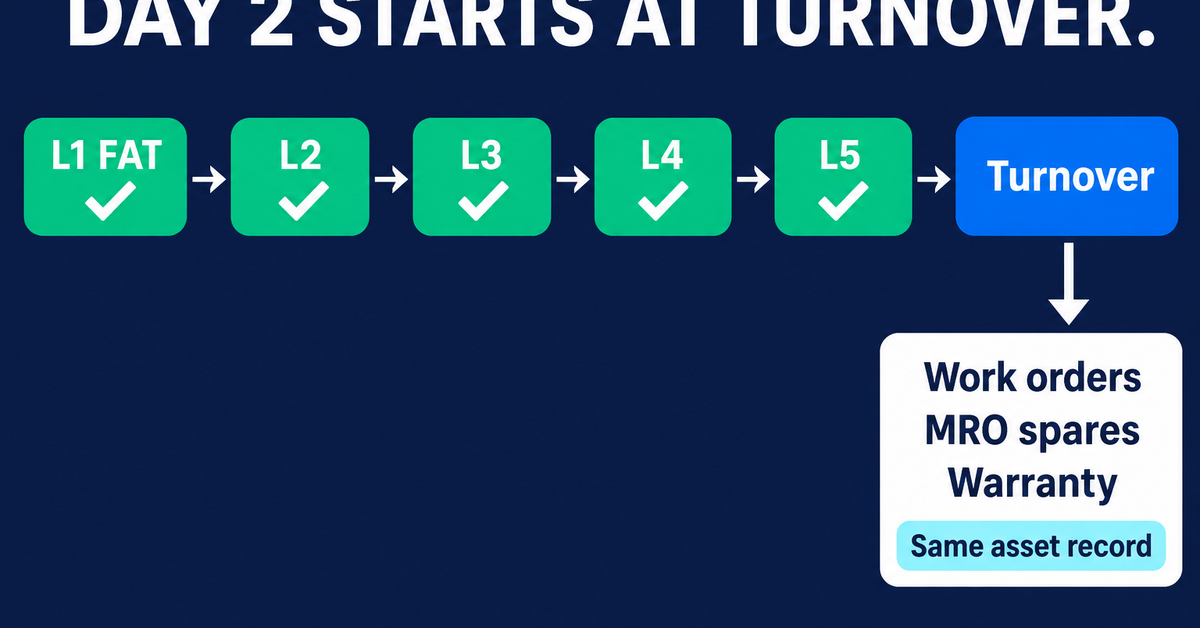 DAY 2 STARTS AT TURNOVER.
L1 FAT
L2
L3
L4
L5
Turnover
Work orders
MRO spares
Warranty
Same asset record